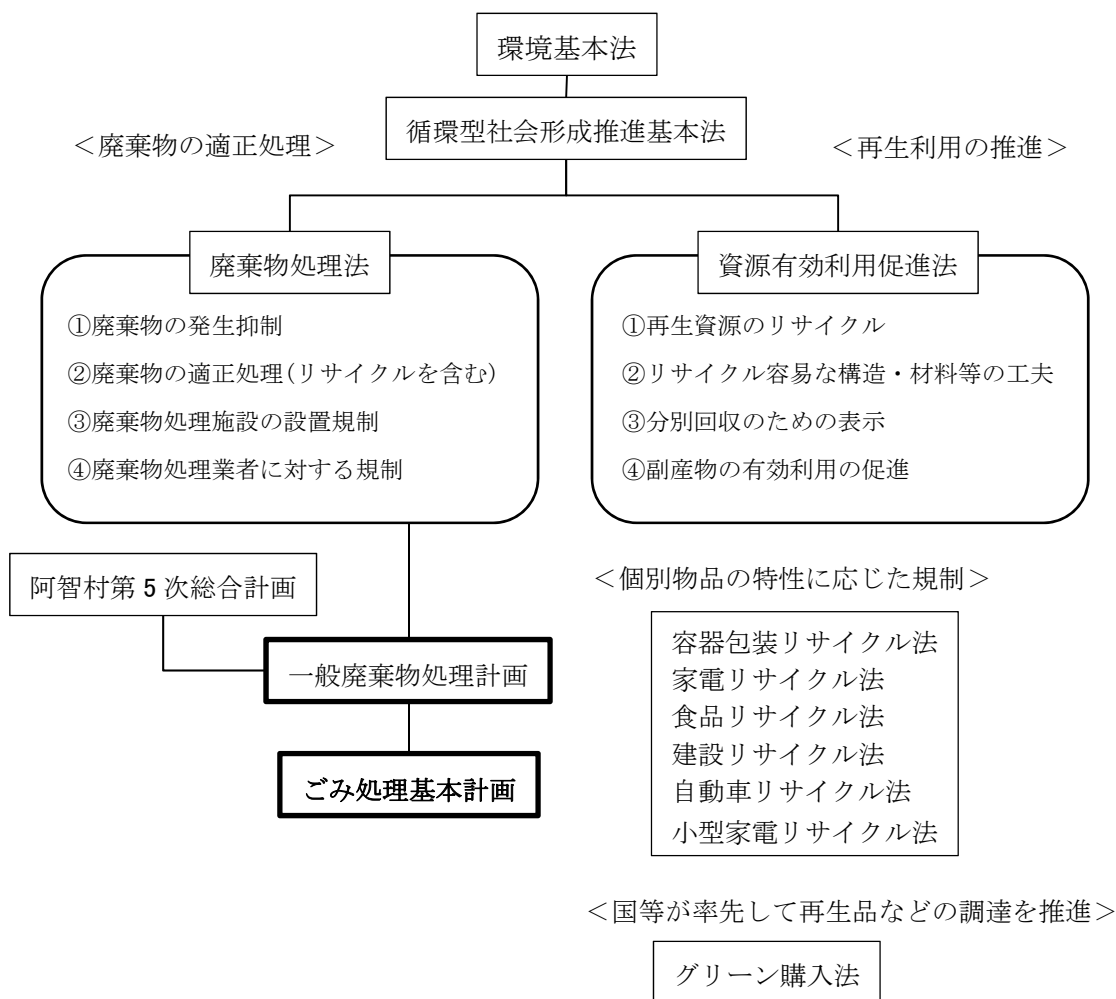 環境基本法
循環型社会形成推進基本法
＜廃棄物の適正処理＞
＜再生利用の推進＞
廃棄物処理法
①廃棄物の発生抑制
②廃棄物の適正処理(リサイクルを含む)
③廃棄物処理施設の設置規制
④廃棄物処理業者に対する規制
資源有効利用促進法
①再生資源のリサイクル
②リサイクル容易な構造・材料等の工夫
③分別回収のための表示
④副産物の有効利用の促進
阿智村第5次総合計画
一般廃棄物処理計画
ごみ処理基本計画
＜個別物品の特性に応じた規制＞
容器包装リサイクル法
家電リサイクル法
食品リサイクル法
建設リサイクル法
自動車リサイクル法
小型家電リサイクル法
＜国等が率先して再生品などの調達を推進＞
グリーン購入法